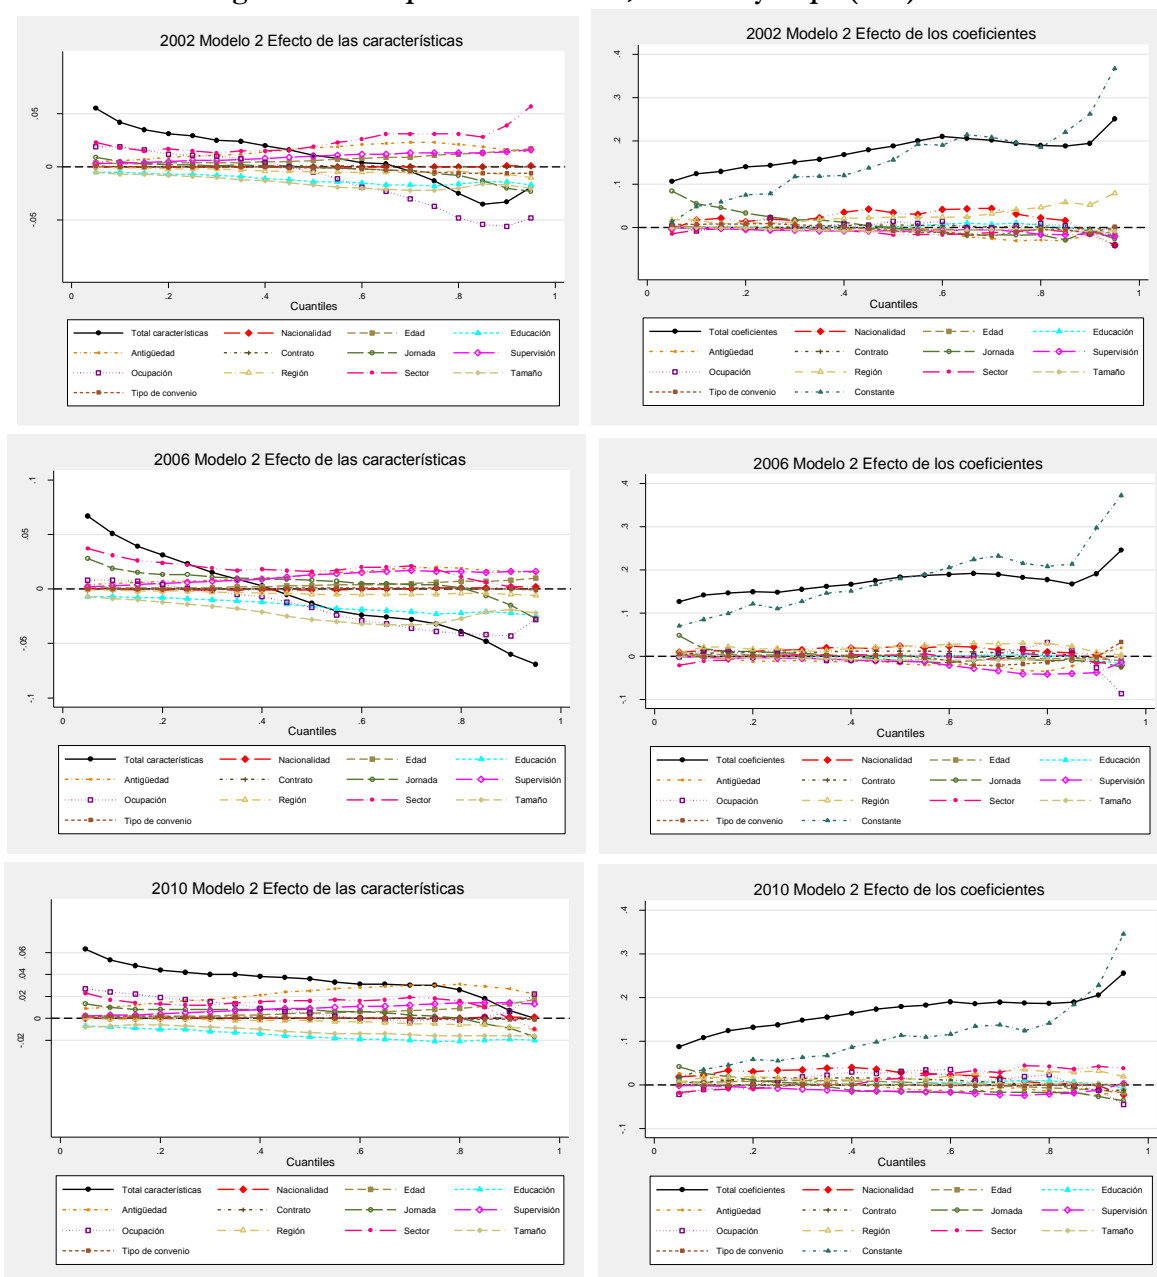 2002 Modelo 2 Efecto de las características
.05
0
-.05
0 .2 .4 .6 .8 1
Cuantiles
Total características Nacionalidad Edad Educación
Antigüedad Contrato Jornada Supervisión
Ocupación Región Sector Tamaño
Tipo de convenio
2002 Modelo 2 Efecto de los coeficientes
.4
.3
.2
.1
0
0 .2 .4 .6 .8 1
Cuantiles
Total coeficientes Nacionalidad Edad Educación
Antigüedad Contrato Jornada Supervisión
Ocupación Región Sector Tamaño
Tipo de convenio Constante
2006 Modelo 2 Efecto de las características
.1
.05
0
-.05
-.1
0 .2 .4 .6 .8 1
Cuantiles
Total características Nacionalidad Edad Educación
Antigüedad Contrato Jornada Supervisión
Ocupación Región Sector Tamaño
Tipo de convenio
2006 Modelo 2 Efecto de los coeficientes
.4
.3
.2
.1
0
-.1
0 .2 .4 .6 .8 1
Cuantiles
Total coeficientes Nacionalidad Edad Educación
Antigüedad Contrato Jornada Supervisión
Ocupación Región Sector Tamaño
Tipo de convenio Constante
2010 Modelo 2 Efecto de las características
.06
.04
.02
0
-.02
0 .2 .4 .6 .8 1
Cuantiles
Total características Nacionalidad Edad Educación
Antigüedad Contrato Jornada Supervisión
Ocupación Región Sector Tamaño
Tipo de convenio
2010 Modelo 2 Efecto de los coeficientes
.4
.3
.2
.1
0
-.1
0 .2 .4 .6 .8 1
Cuantiles
Total coeficientes Nacionalidad Edad Educación
Antigüedad Contrato Jornada Supervisión
Ocupación Región Sector Tamaño
Tipo de convenio Constante